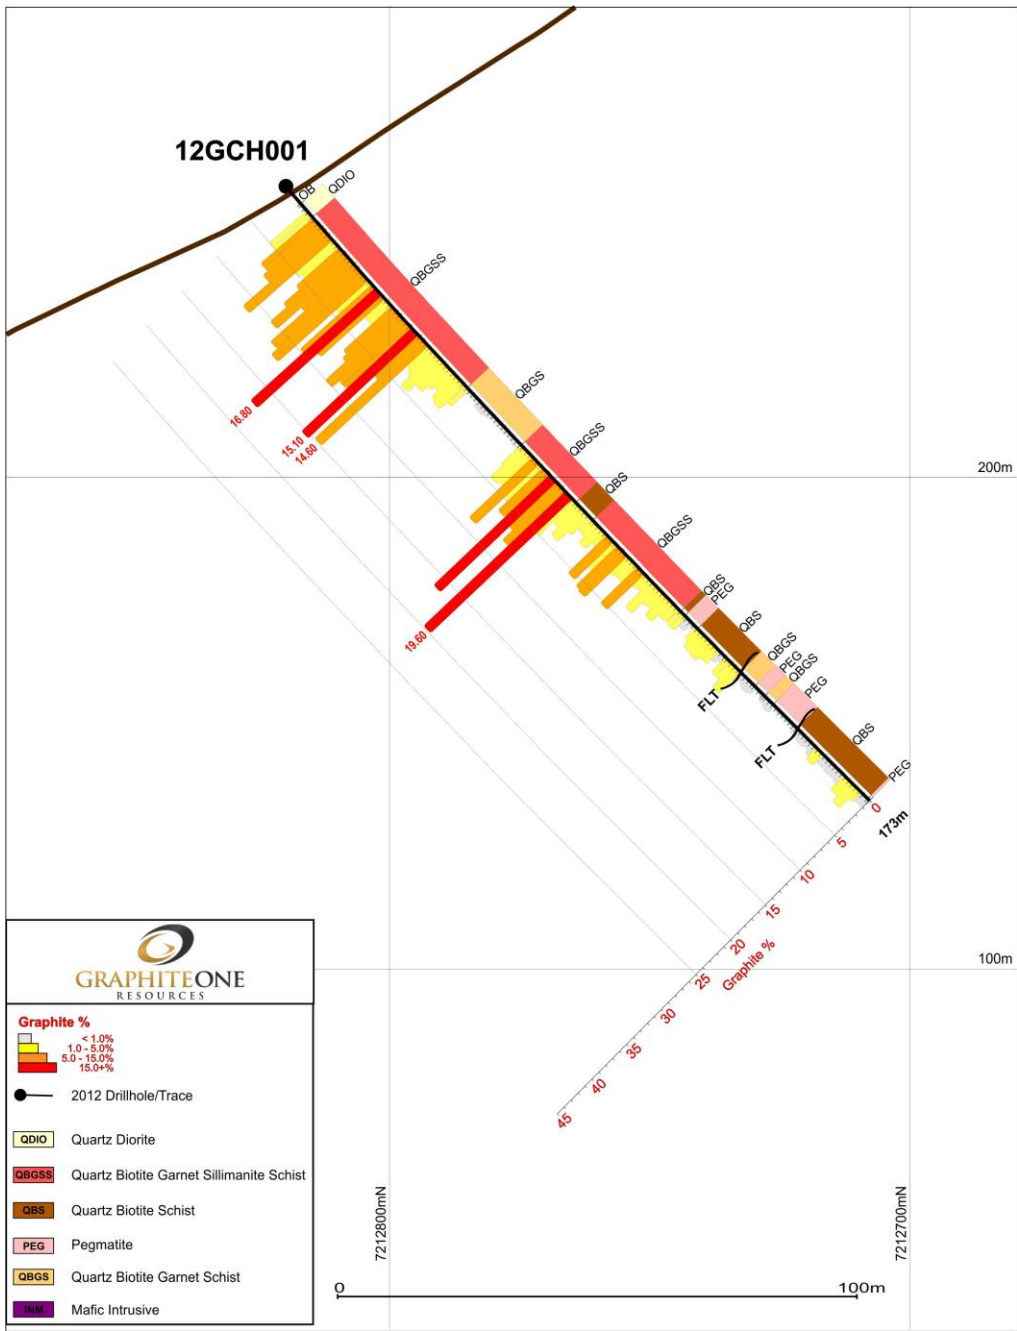 12GCH001
OB
QDIO
QBGSS
QBGS
QBGSS
QBS
QBGSS
QBS
PEG
QBS
QBGS
PEG
QBGS
PEG
QBS
PEG
16.80
15.10
14.60
19.60
FLT
FLT
200m
100m
173m
0
5
10
15
20
25
30
35
40
45
Graphite %
GRAPHITEONE
RESOURCES
Graphite %
< 1.0%
1.0 - 5.0%
5.0 - 15.0%
15.0+%
2012 Drillhole/Trace
QDIO Quartz Diorite
QBGSS Quartz Biotite Garnet Sillimanite Schist
QBS Quartz Biotite Schist
PEG Pegmatite
QBGS Quartz Biotite Garnet Schist
INM Mafic Intrusive
7212800mN
7212700mN
0 100m